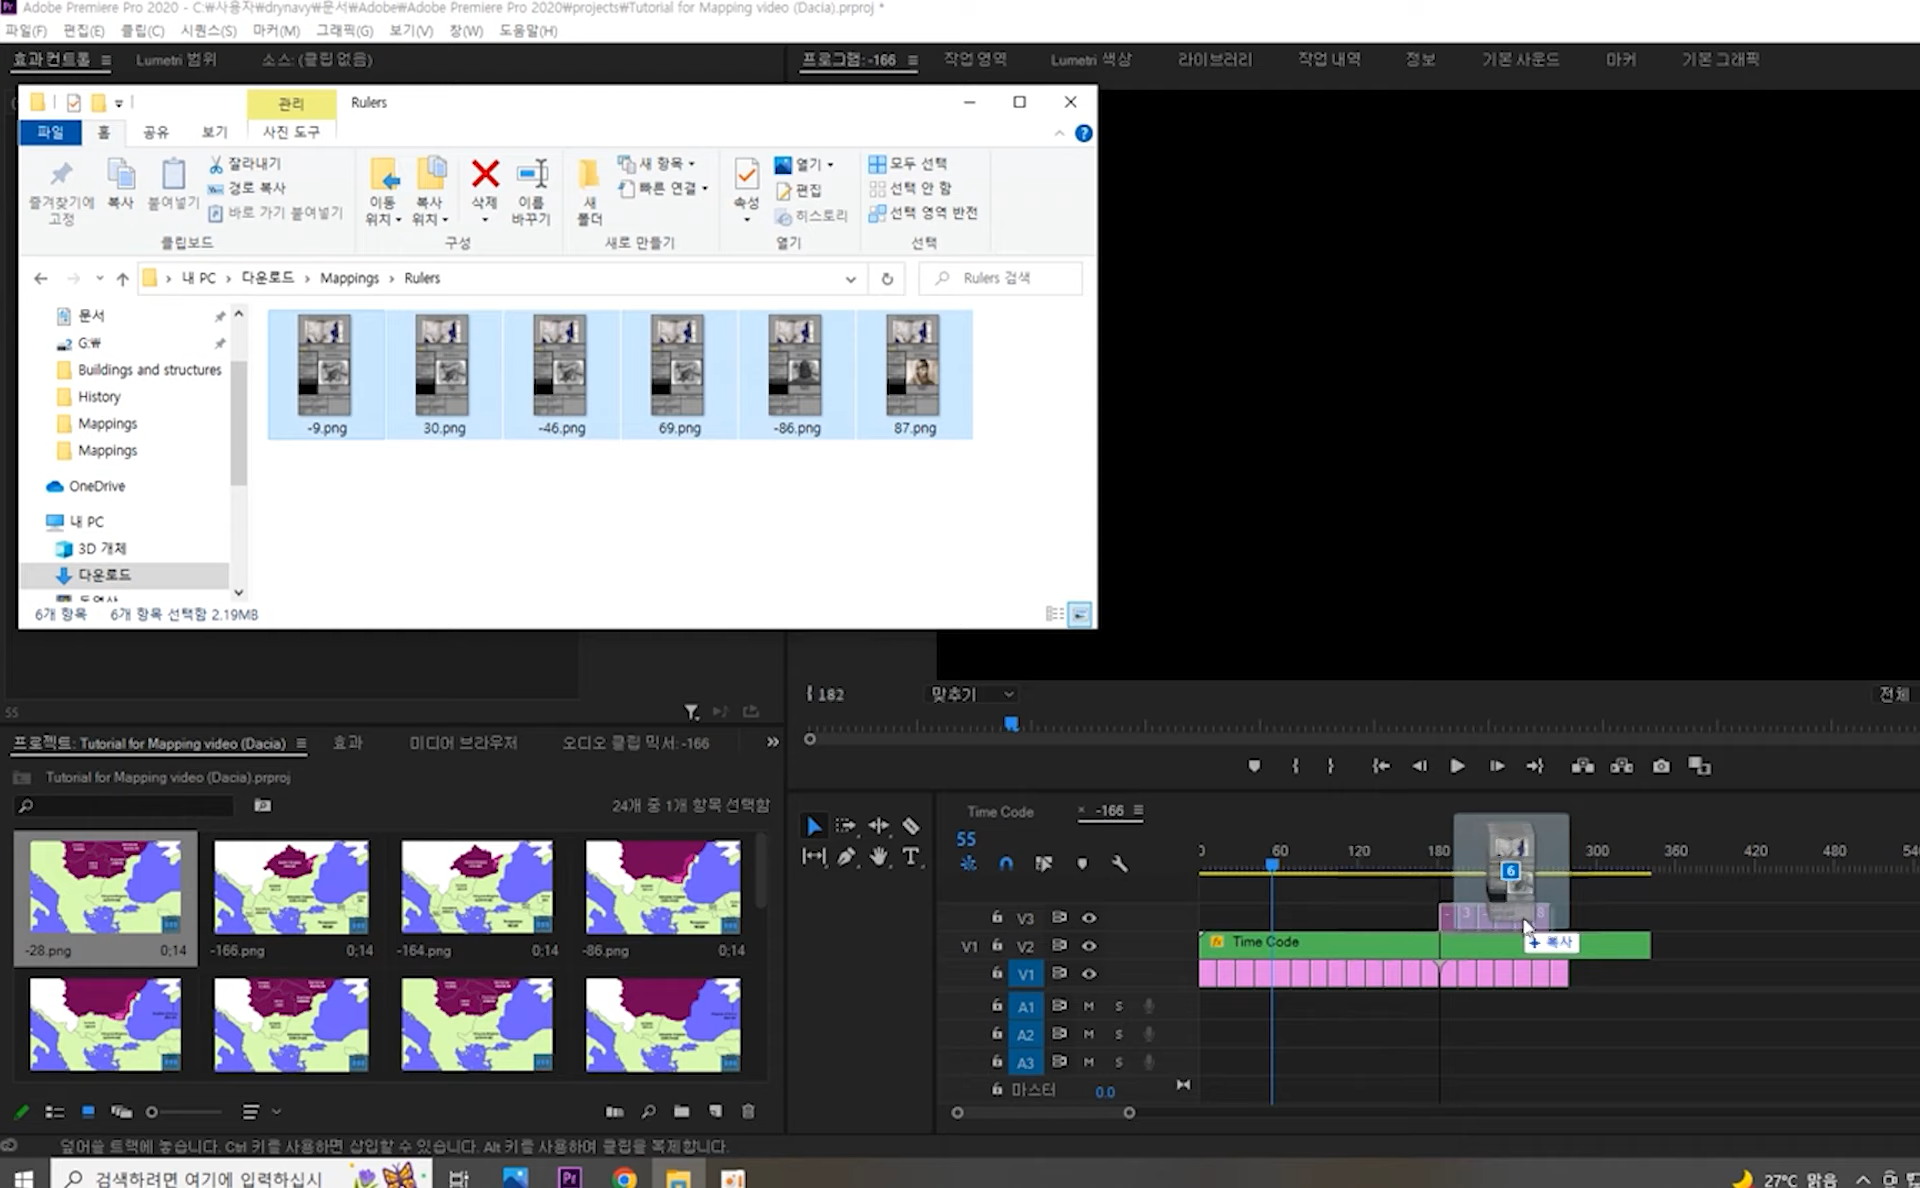 Adobe Premiere Pro 2020 - C:₩사용자₩drynavy₩문서₩Adobe₩Adobe Premiere Pro 2020₩projects₩Tutorial for Mapping video (Dacia).prproj *
파일(F) 편집(E) 클립(C) 시퀀스(S) 마커(M) 그래픽(G) 보기(V) 창(W) 도움말(H)
효과 컨트롤 Lumetri 범위 소스: (클립 없음) 프로그램: -166 작업 영역 Lumetri 색상 라이브러리 작업 내역 정보 기본 사운드 마커 기본 그래픽
관리 Rulers
파일 홈 공유 보기 사진 도구
즐겨찾기에 고정 복사 붙여넣기 잘라내기 경로 복사 바로 가기 붙여넣기
이동 위치 복사 위치 삭제 이름 바꾸기
새 폴더 새 항목 빠른 연결
속성 열기 편집 히스토리
모두 선택 선택 안 함 선택 영역 반전
클립보드 구성 새로 만들기 열기 선택
내 PC 다운로드 Mappings Rulers Rulers 검색
문서
G:₩
Buildings and structures
History
Mappings
Mappings
OneDrive
내 PC
3D 개체
다운로드
-9.png 30.png -46.png 69.png -86.png 87.png
6개 항목 6개 항목 선택함 2.19MB
55
182 맞추기 전체
프로젝트: Tutorial for Mapping video (Dacia) 효과 미디어 브라우저 오디오 클립 믹서: -166
Tutorial for Mapping video (Dacia).prproj
24개 중 1개 항목 선택함
-28.png 0;14 -166.png 0;14 -164.png 0;14 -86.png 0;14
Time Code -166
55
0 60 120 180 300 360 420 480 540
6
V3 - 3 - 8
V1 V2 Time Code + 복사
V1
A1 M S
A2 M S
A3 M S
마스터 0.0
덮어쓸 트랙에 놓습니다. Ctrl 키를 사용하면 삽입할 수 있습니다. Alt 키를 사용하여 클립을 복제합니다.
검색하려면 여기에 입력하십시 27°C 맑음